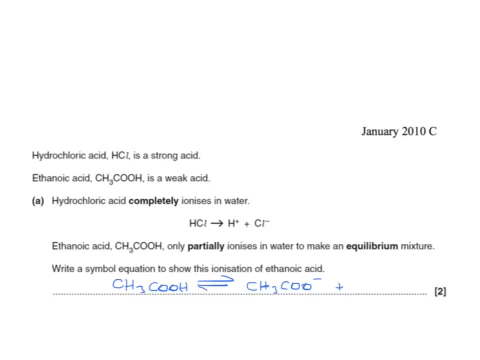 January 2010 C
Hydrochloric acid, HCl, is a strong acid.
Ethanoic acid, CH₃COOH, is a weak acid.
(a) Hydrochloric acid completely ionises in water.
HCl → H⁺ + Cl⁻
Ethanoic acid, CH₃COOH, only partially ionises in water to make an equilibrium mixture.
Write a symbol equation to show this ionisation of ethanoic acid.
CH₃COOH ⇌ CH₃COO⁻ +
[2]